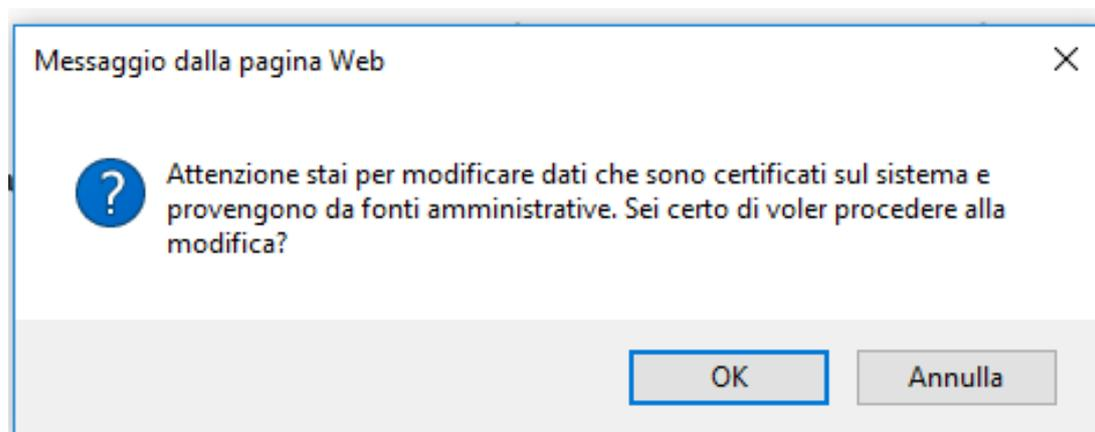 Messaggio dalla pagina Web
Attenzione stai per modificare dati che sono certificati sul sistema e
provengono da fonti amministrative. Sei certo di voler procedere alla
modifica?
OK
Annulla